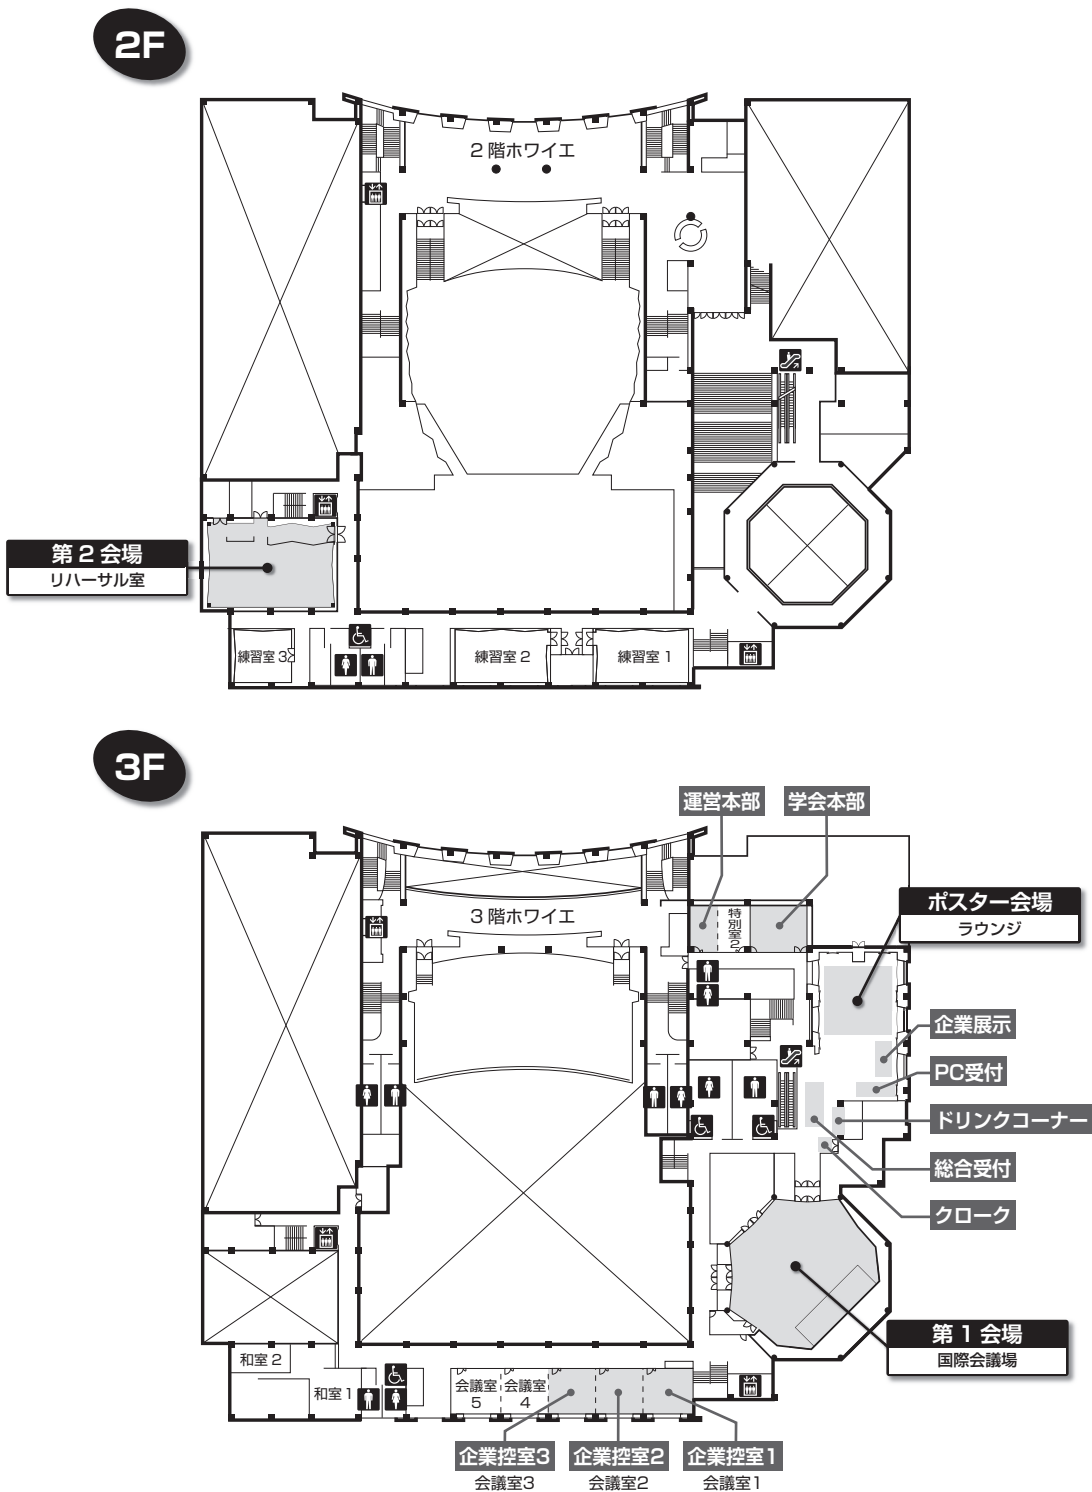 2F
2階ホワイエ
第2会場
リハーサル室
練習室3
練習室2
練習室1
3F
運営本部
学会本部
3階ホワイエ
特別室2
ポスター会場
ラウンジ
企業展示
PC受付
ドリンクコーナー
総合受付
クローク
第1会場
国際会議場
和室2
和室1
会議室
5
会議室
4
企業控室3
会議室3
企業控室2
会議室2
企業控室1
会議室1